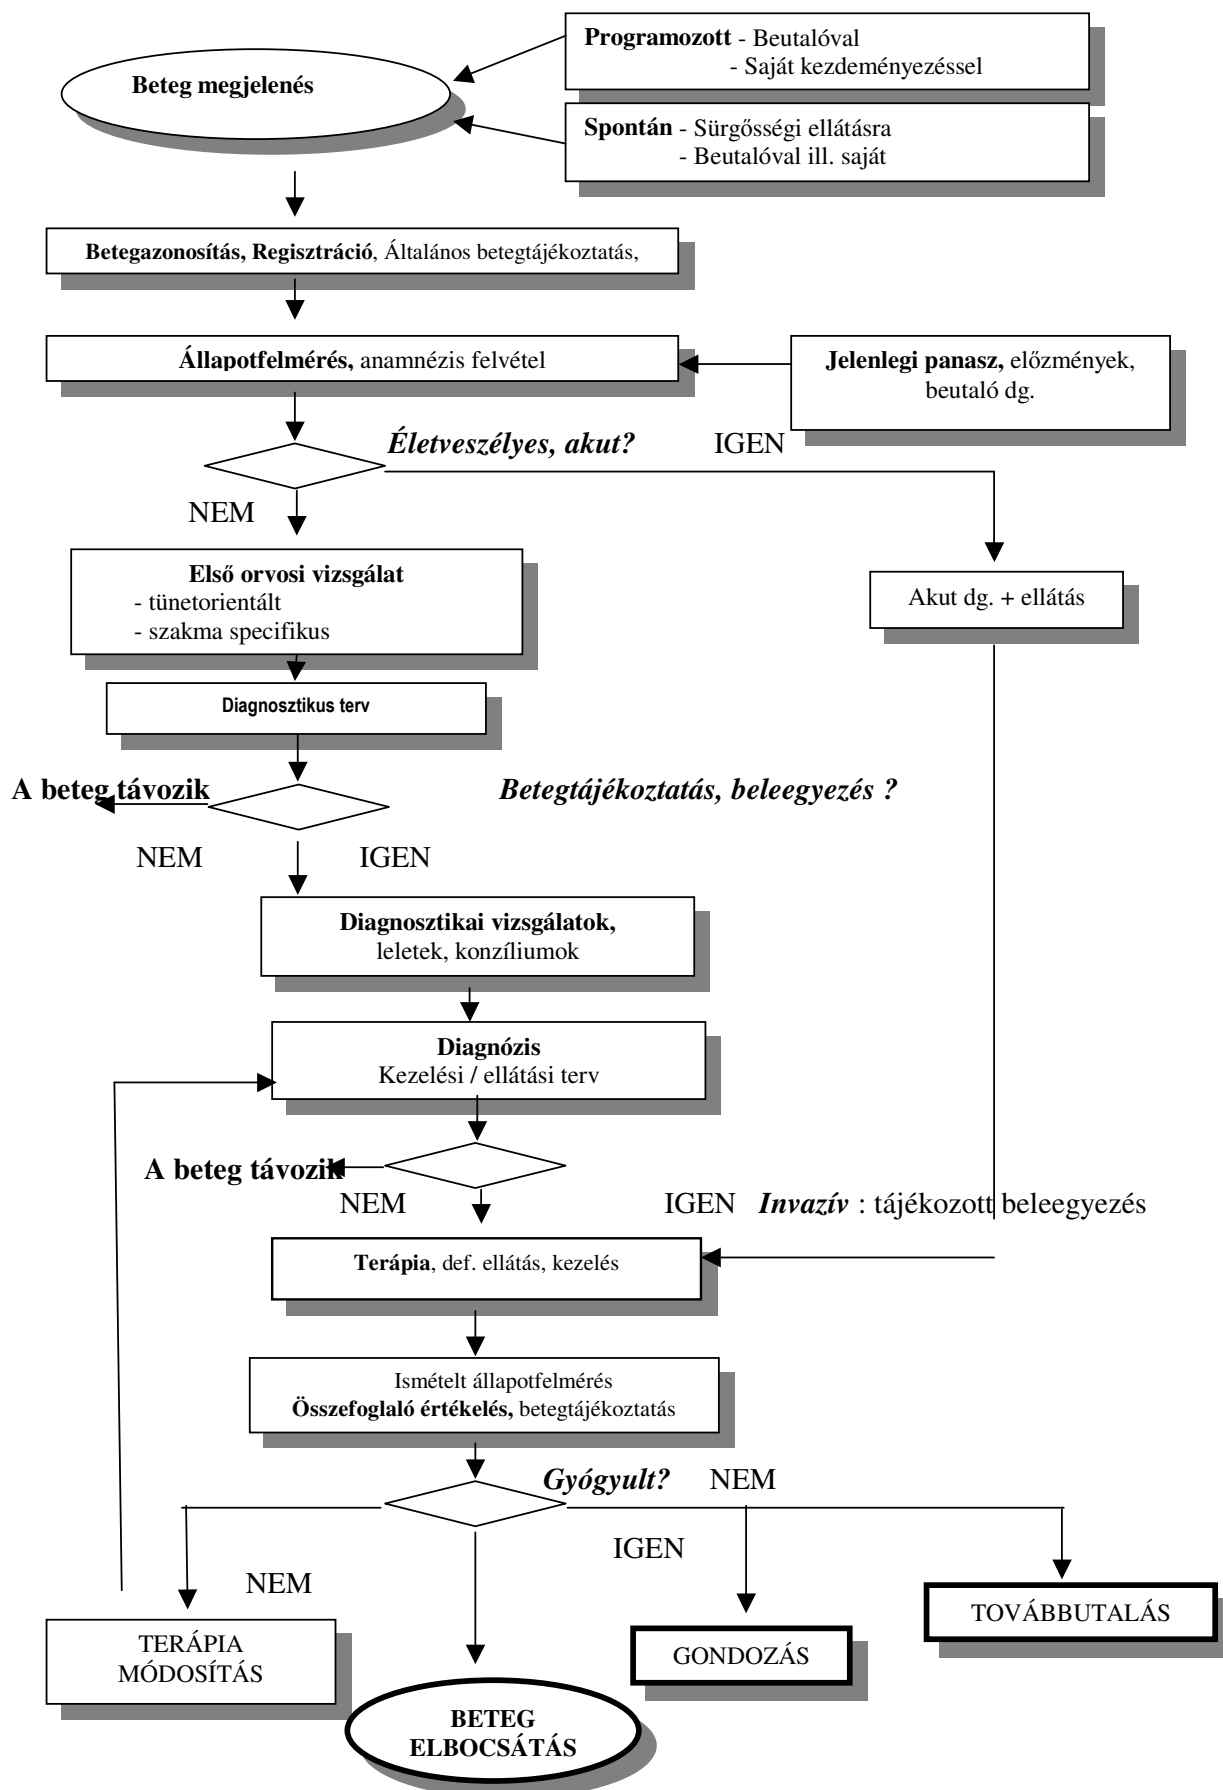 Programozott - Beutalóval
- Saját kezdeményezéssel
Beteg megjelenés
Spontán - Sürgősségi ellátásra
- Beutalóval ill. saját
Betegazonosítás, Regisztráció, Általános betegtájékoztatás,
Állapotfelmérés, anamnézis felvétel
Jelenlegi panasz, előzmények,
beutaló dg.
Életveszélyes, akut? IGEN
NEM
Első orvosi vizsgálat
- tünetorientált
- szakma specifikus
Akut dg. + ellátás
Diagnosztikus terv
A beteg távozik
Betegtájékoztatás, beleegyezés ?
NEM IGEN
Diagnosztikai vizsgálatok,
leletek, konzíliumok
Diagnózis
Kezelési / ellátási terv
A beteg távozik
NEM IGEN Invazív : tájékozott beleegyezés
Terápia, def. ellátás, kezelés
Ismételt állapotfelmérés
Összefoglaló értékelés, betegtájékoztatás
Gyógyult? NEM
IGEN
NEM
TERÁPIA
MÓDOSÍTÁS
BETEG
ELBOCSÁTÁS
GONDOZÁS
TOVÁBBUTALÁS